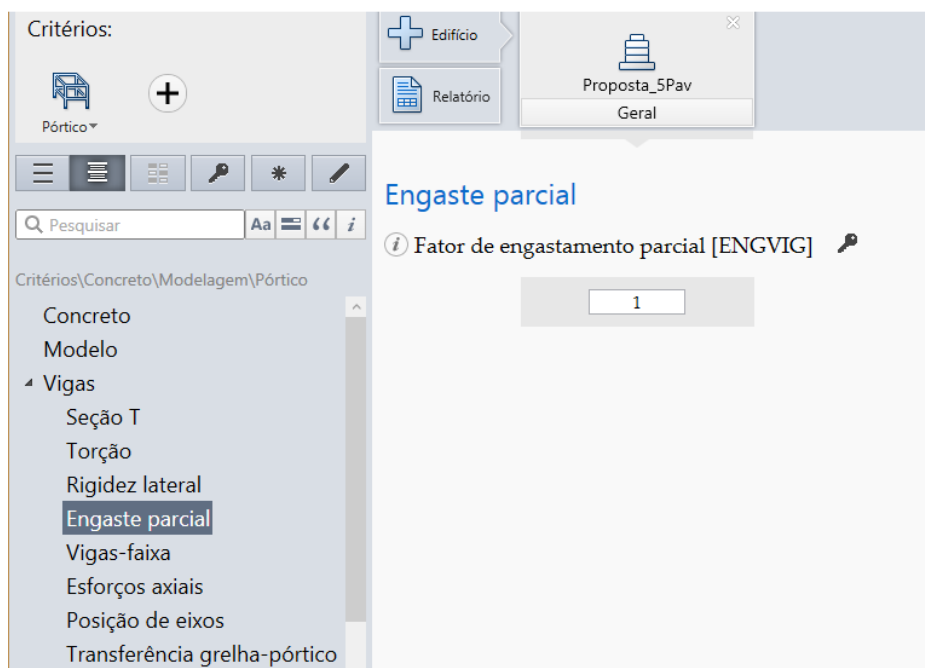 Critérios:
Pórtico
Pesquisar
Aa
“
i
Critérios\Concreto\Modelagem\Pórtico
Concreto
Modelo
Vigas
Seção T
Torção
Rigidez lateral
Engaste parcial
Vigas-faixa
Esforços axiais
Posição de eixos
Transferência grelha-pórtico
Edifício
Relatório
Proposta_5Pav
Geral
Engaste parcial
i Fator de engastamento parcial [ENGVIG]
1